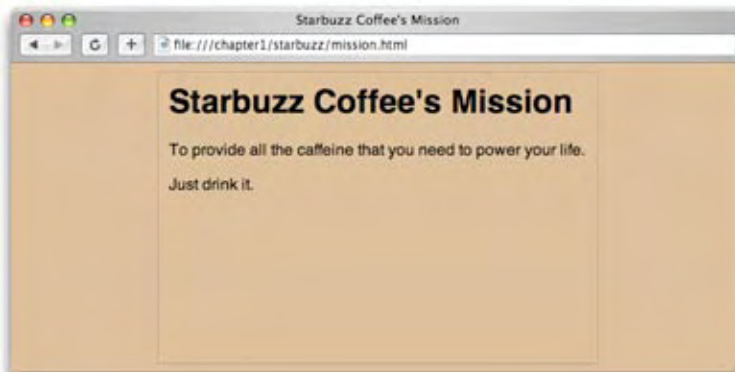 Starbuzz Coffee's Mission
file:///chapter1/starbuzz/mission.html
Starbuzz Coffee's Mission
To provide all the caffeine that you need to power your life.
Just drink it.